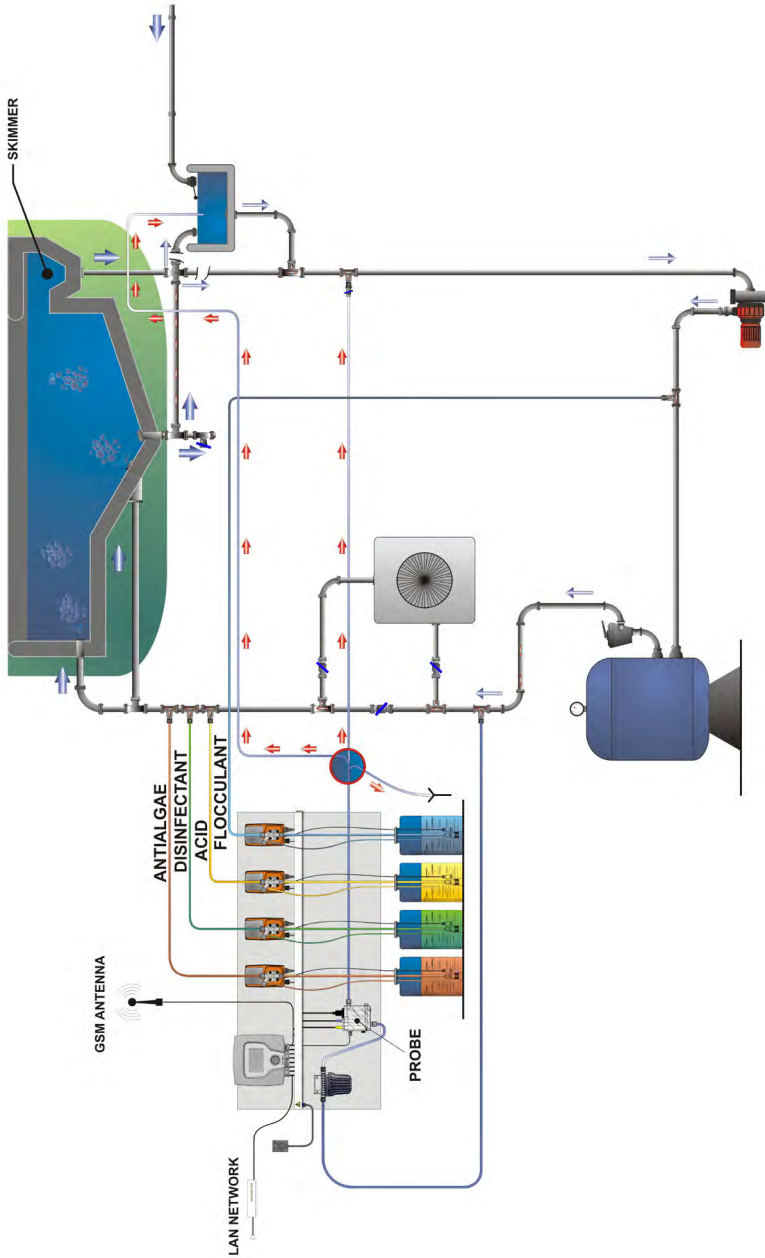 SKIMMER
ANTIALGAE
DISINFECTANT
ACID
FLOCCULANT
GSM ANTENNA
PROBE
LAN NETWORK